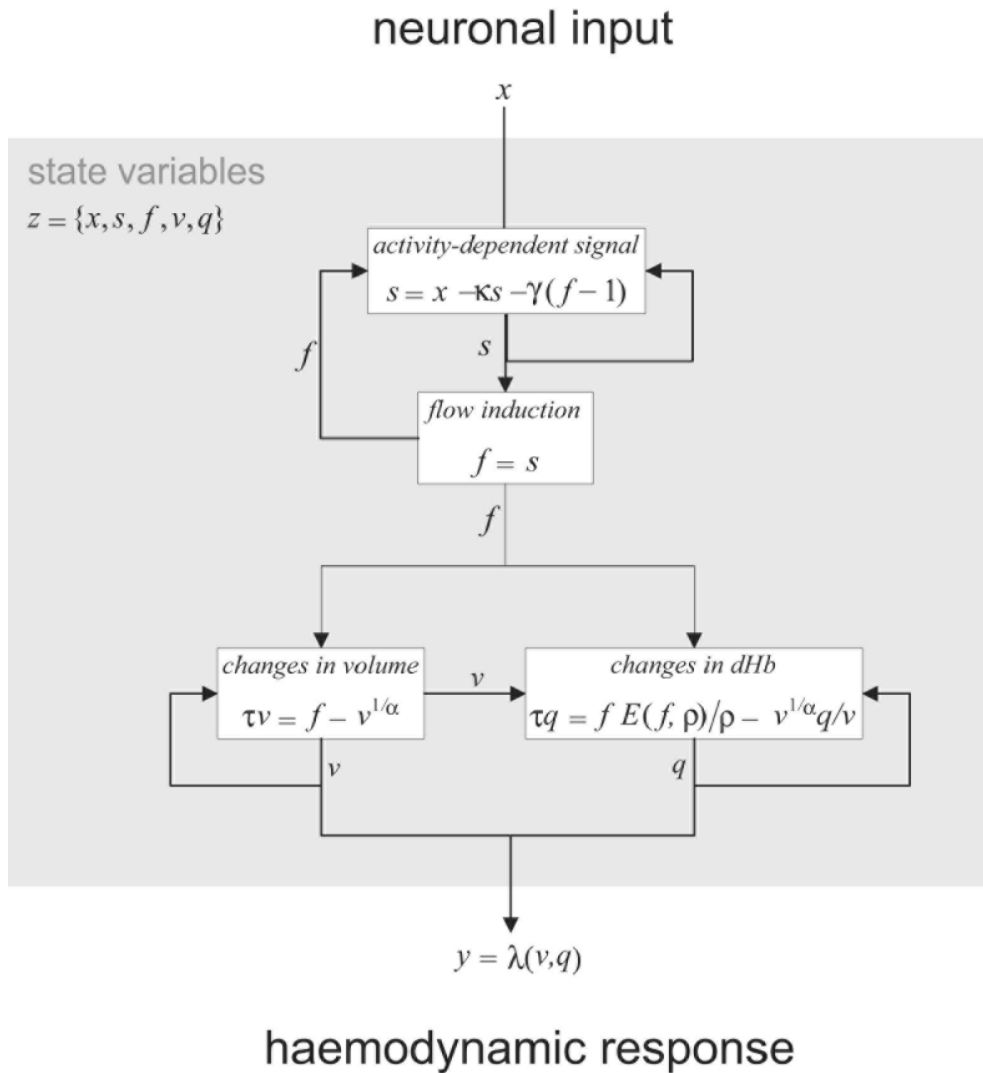 neuronal input
x
state variables
z = {x, s, f, v, q}
activity-dependent signal
s = x −κs −γ(f − 1)
f
s
flow induction
f = s
f
changes in volume
τv = f − v^{1/α}
v
changes in dHb
τq = f E(f, ρ)/ρ − v^{1/α}q/v
v
q
y = λ(v,q)
haemodynamic response